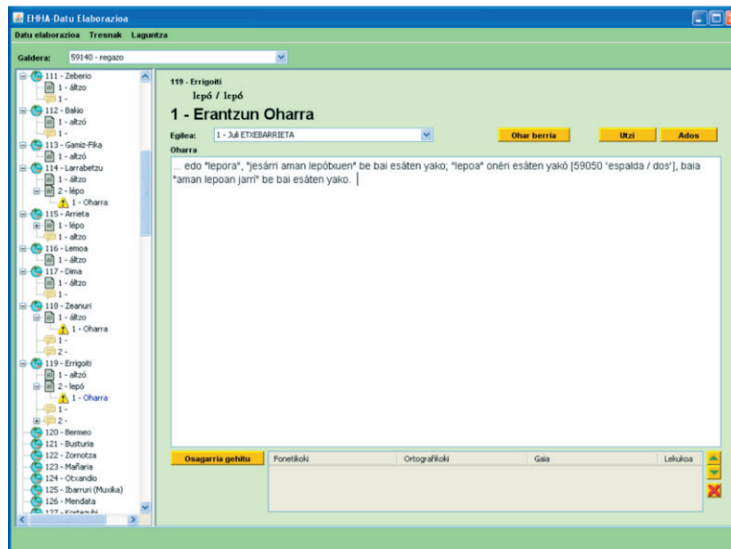 EHHA-Datu Elaborazioa
Datu elaborazioa Tresnak Laguntza
Galdera: 59140 - regazo
111 - Zeberio
1 - áltzo
1 -
112 - Bakio
1 - altzó
1 -
113 - Gamiz-Fika
1 - altzó
114 - Larrabetzu
1 - áltzo
2 - lépo
1 - Oharra
115 - Arrieta
1 - lépo
1 - altzo
116 - Lemoa
1 - áltzo
117 - Dima
1 - áltzo
1 -
118 - Zeanuri
1 - áltzo
1 - Oharra
1 -
2 -
119 - Errigoiti
1 - altzó
2 - lepó
1 - Oharra
1 -
2 -
120 - Bermeo
121 - Busturia
122 - Zornotza
123 - Mañaria
124 - Otxandio
125 - Ibarruri (Muxika)
126 - Mendata
127 - Kortezubi
119 - Errigoiti
lepó / lepó
1 - Erantzun Oharra
Egilea: 1 - Juli ETXEBARRIETA Ohar berria Utzi Ados
Oharra
... edo "lepora", "jesárri aman lepótxuen" be bai esáten yako; "lepoa" onéri esáten yakó [59050 'espalda / dos'], baia
"aman lepoan jarri" be bai esáten yako.
Osagarria gehitu Fonetikoki Ortografikoki Gaia Lekukoa